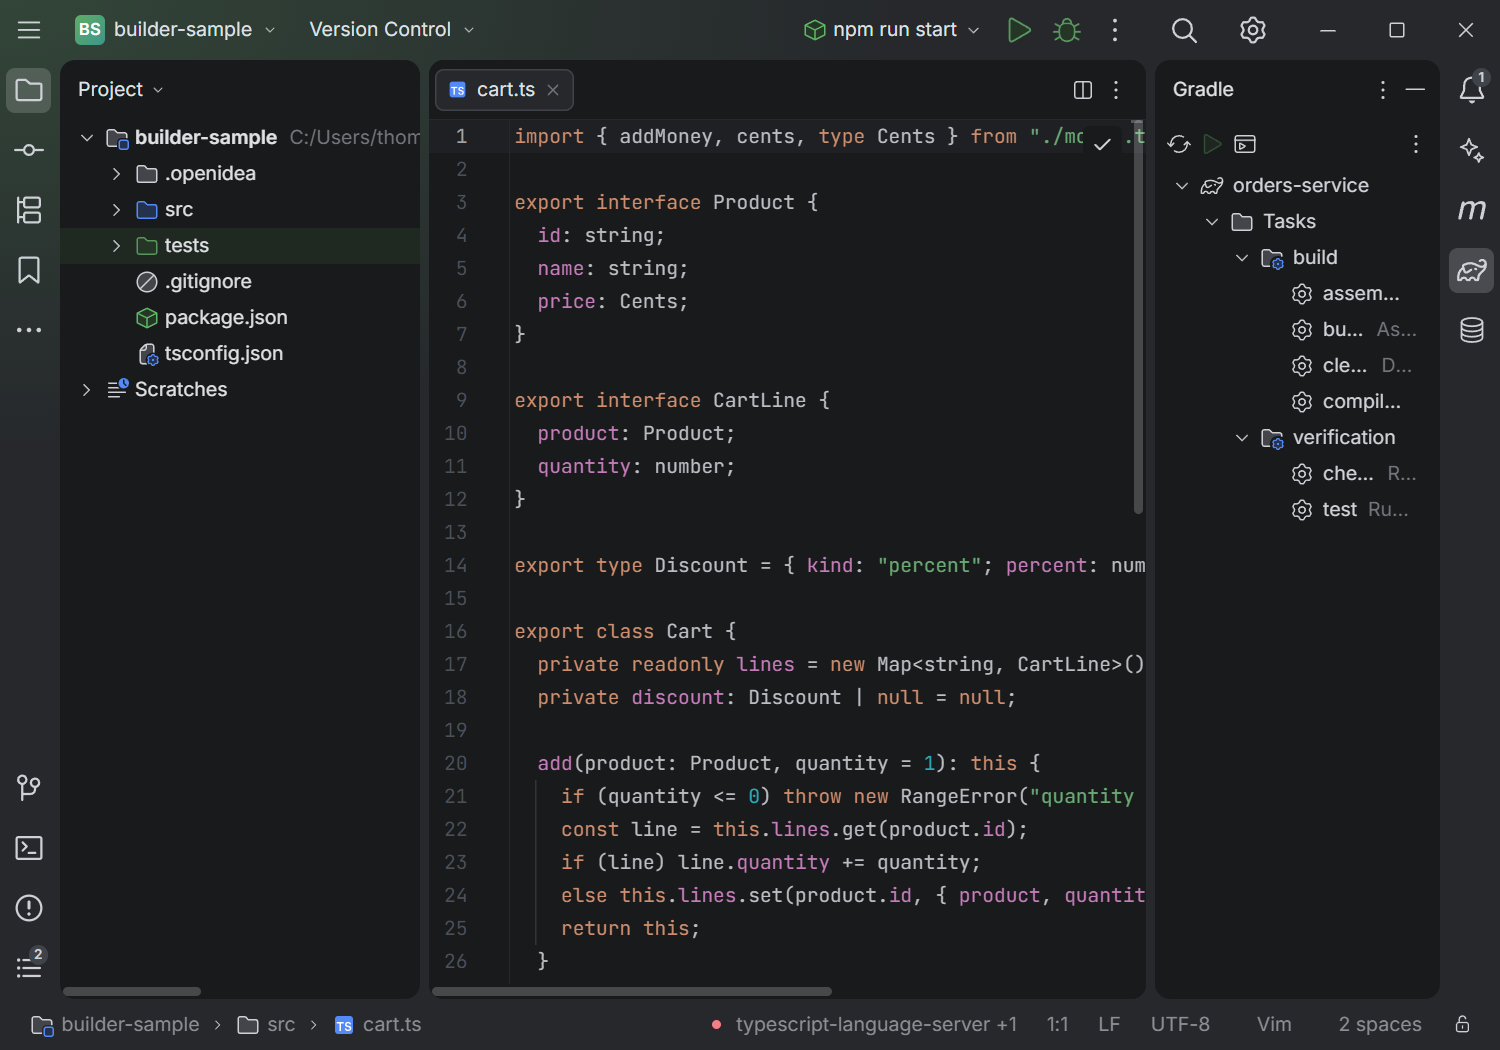 BS builder-sample Version Control npm run start
Project
builder-sample C:/Users/thom
.openidea
src
tests
.gitignore
package.json
tsconfig.json
Scratches
cart.ts
1 import { addMoney, cents, type Cents } from "./mo .t
2
3 export interface Product {
4 id: string;
5 name: string;
6 price: Cents;
7 }
8
9 export interface CartLine {
10 product: Product;
11 quantity: number;
12 }
13
14 export type Discount = { kind: "percent"; percent: num
15
16 export class Cart {
17 private readonly lines = new Map<string, CartLine>()
18 private discount: Discount | null = null;
19
20 add(product: Product, quantity = 1): this {
21 if (quantity <= 0) throw new RangeError("quantity
22 const line = this.lines.get(product.id);
23 if (line) line.quantity += quantity;
24 else this.lines.set(product.id, { product, quantit
25 return this;
26 }
Gradle
orders-service
Tasks
build
assem...
bu... As...
cle... D...
compil...
verification
che... R...
test Ru...
1
m
2
builder-sample > src > TS cart.ts
typescript-language-server +1 1:1 LF UTF-8 Vim 2 spaces